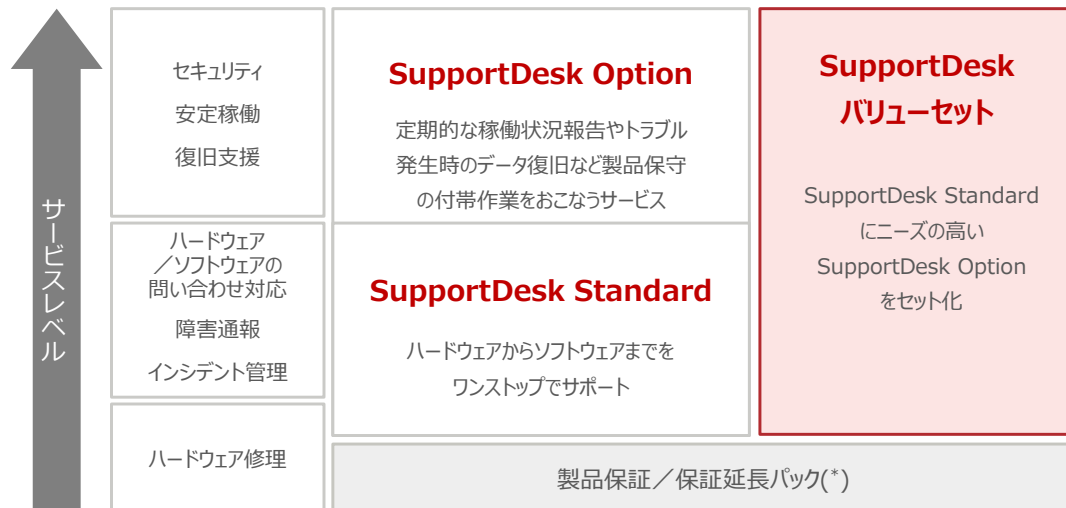 サービスレベル
セキュリティ
安定稼働
復旧支援
SupportDesk Option
定期的な稼働状況報告やトラブル
発生時のデータ復旧など製品保守
の付帯作業をおこなうサービス
SupportDesk
バリューセット
SupportDesk Standard
にニーズの高い
SupportDesk Option
をセット化
ハードウェア
／ソフトウェアの
問い合わせ対応
障害通報
インシデント管理
SupportDesk Standard
ハードウェアからソフトウェアまでを
ワンストップでサポート
ハードウェア修理
製品保証／保証延長パック(*)